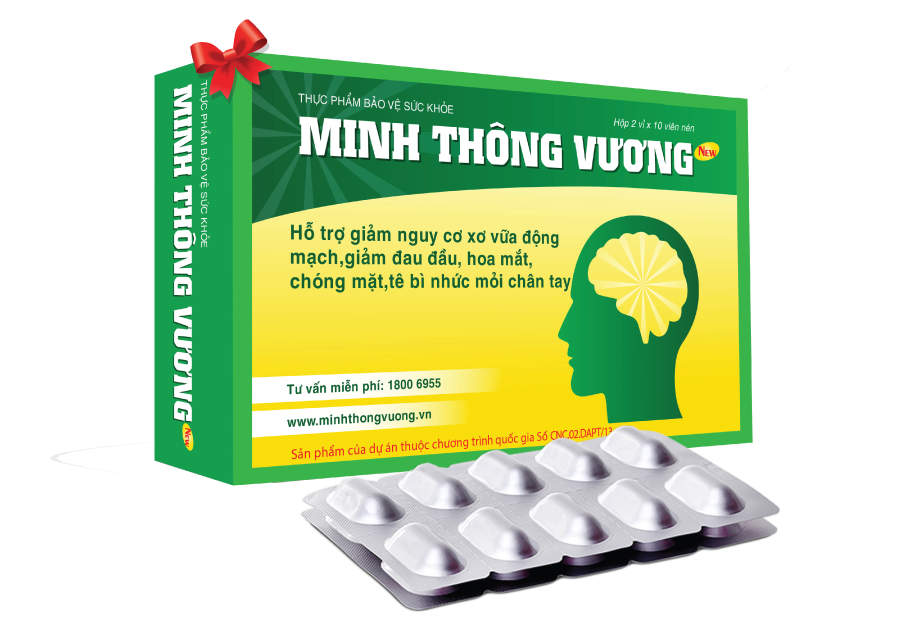 THỰC PHẨM BẢO VỆ SỨC KHỎE
MINH THÔNG VƯƠNG
New
THỰC PHẨM BẢO VỆ SỨC KHỎE
Hộp 2 vỉ x 10 viên nén
MINH THÔNG VƯƠNG New
Hỗ trợ giảm nguy cơ xơ vữa động
mạch,giảm đau đầu, hoa mắt,
chóng mặt,tê bì nhức mỏi chân tay
Tư vấn miễn phí: 1800 6955
www.minhthongvuong.vn
Sản phẩm của dự án thuộc chương trình quốc gia Số CNC.02.DAPT/13